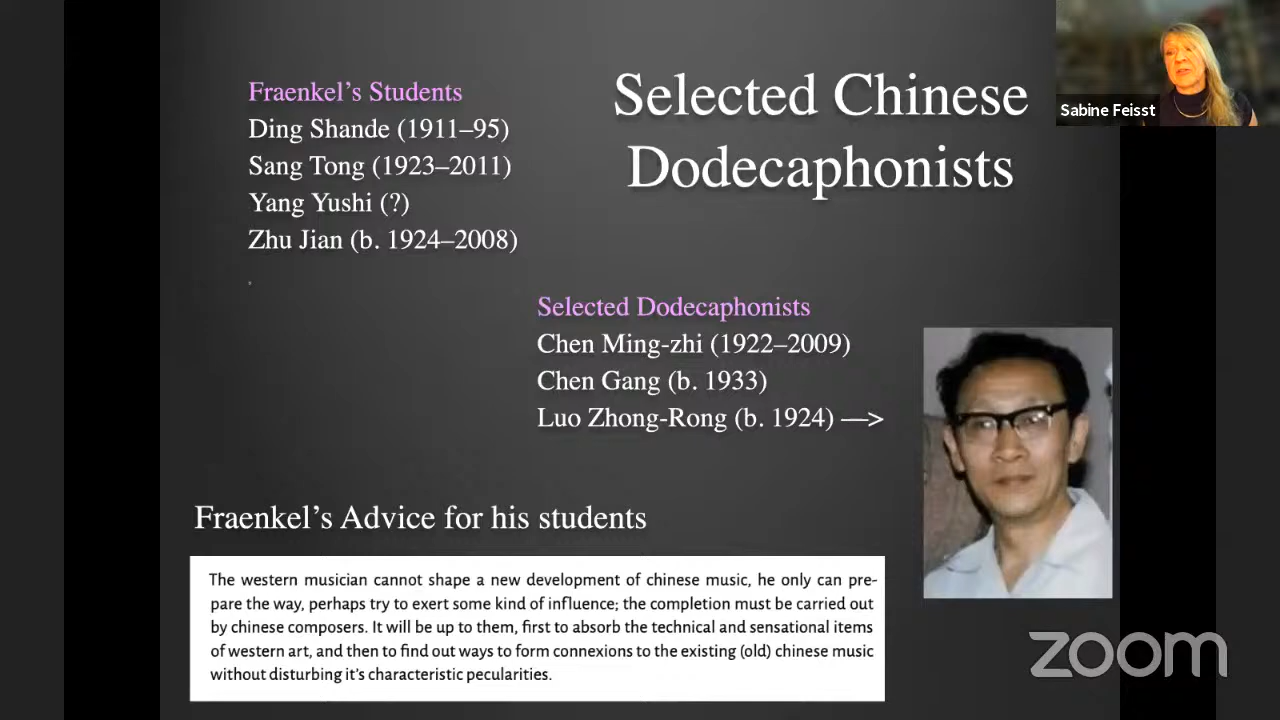 Fraenkel's Students
Ding Shande (1911–95)
Sang Tong (1923–2011)
Yang Yushi (?)
Zhu Jian (b. 1924–2008)
Selected Chinese
Dodecaphonists
Sabine Feisst
Selected Dodecaphonists
Chen Ming-zhi (1922–2009)
Chen Gang (b. 1933)
Luo Zhong-Rong (b. 1924) —>
Fraenkel's Advice for his students
The western musician cannot shape a new development of chinese music, he only can pre-
pare the way, perhaps try to exert some kind of influence; the completion must be carried out
by chinese composers. It will be up to them, first to absorb the technical and sensational items
of western art, and then to find out ways to form connexions to the existing (old) chinese music
without disturbing it's characteristic pecularities.
zoom